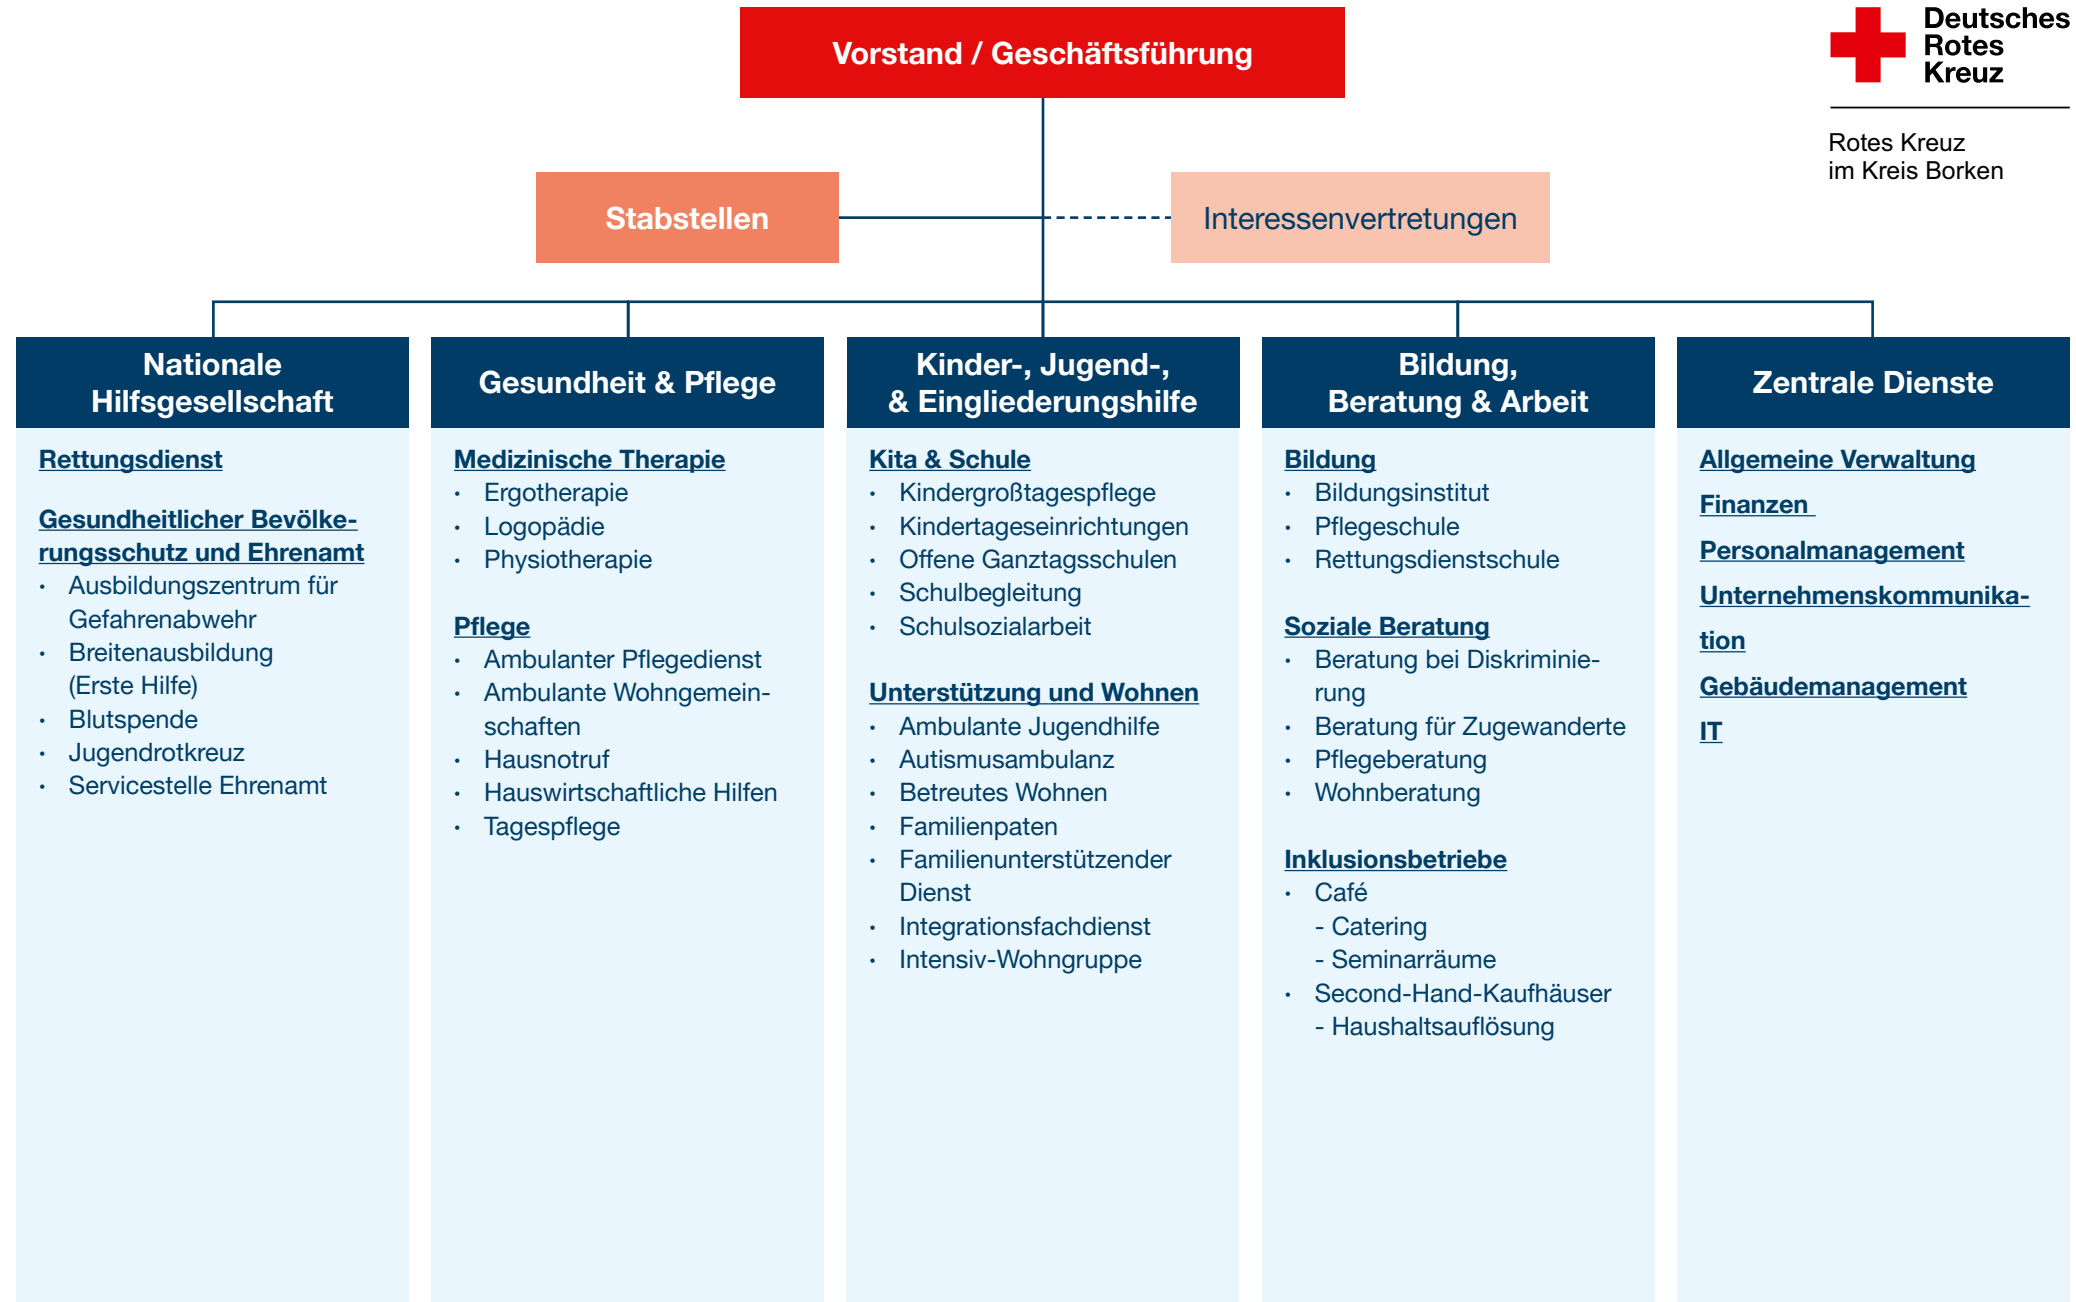 Vorstand / Geschäftsführung
Deutsches
Rotes
Kreuz
Rotes Kreuz
im Kreis Borken
Stabstellen
Interessenvertretungen
Nationale
Hilfsgesellschaft
Rettungsdienst
Gesundheitlicher Bevölke-
rungsschutz und Ehrenamt
• Ausbildungszentrum für
Gefahrenabwehr
• Breitenausbildung
(Erste Hilfe)
• Blutspende
• Jugendrotkreuz
• Servicestelle Ehrenamt
Gesundheit & Pflege
Medizinische Therapie
• Ergotherapie
• Logopädie
• Physiotherapie
Pflege
• Ambulanter Pflegedienst
• Ambulante Wohngemein-
schaften
• Hausnotruf
• Hauswirtschaftliche Hilfen
• Tagespflege
Kinder-, Jugend-,
& Eingliederungshilfe
Kita & Schule
• Kindergroßtagespflege
• Kindertageseinrichtungen
• Offene Ganztagsschulen
• Schulbegleitung
• Schulsozialarbeit
Unterstützung und Wohnen
• Ambulante Jugendhilfe
• Autismusambulanz
• Betreutes Wohnen
• Familienpaten
• Familienunterstützender
Dienst
• Integrationsfachdienst
• Intensiv-Wohngruppe
Bildung,
Beratung & Arbeit
Bildung
• Bildungsinstitut
• Pflegeschule
• Rettungsdienstschule
Soziale Beratung
• Beratung bei Diskriminie-
rung
• Beratung für Zugewanderte
• Pflegeberatung
• Wohnberatung
Inklusionsbetriebe
• Café
- Catering
- Seminarräume
• Second-Hand-Kaufhäuser
- Haushaltsauflösung
Zentrale Dienste
Allgemeine Verwaltung
Finanzen
Personalmanagement
Unternehmenskommunika-
tion
Gebäudemanagement
IT